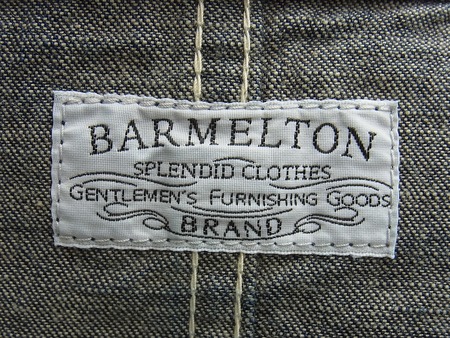 BARMELTON
SPLENDID CLOTHES
GENTLEMEN'S FURNISHING GOODS
BRAND